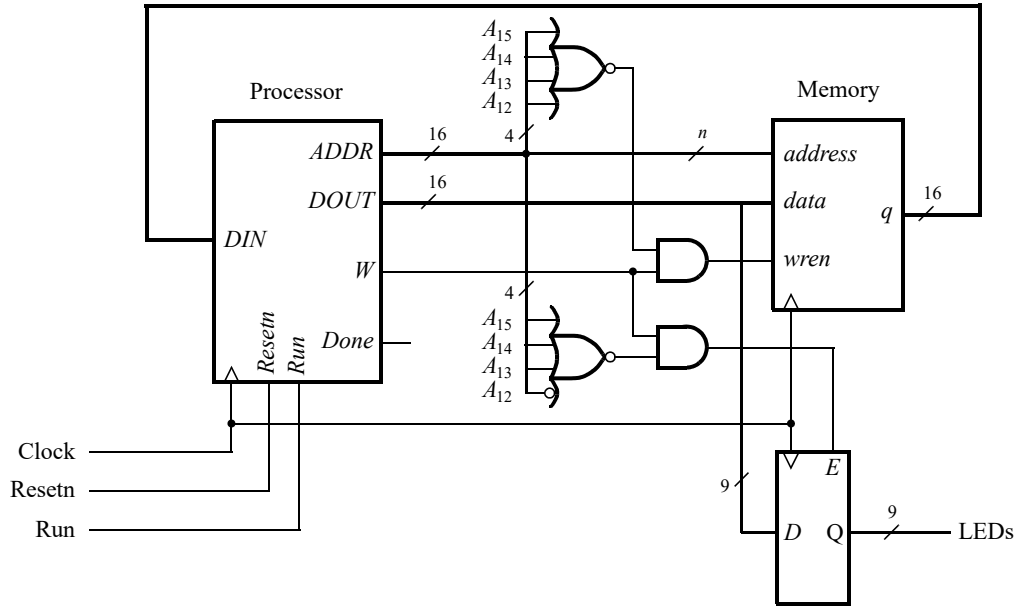 A15
A14
A13
A12
Processor
Memory
16
4
n
ADDR
address
16
DOUT
data
16
q
DIN
wren
W
4
A15
A14
A13
A12
Resetn
Run
Done
Clock
Resetn
Run
E
9
D
Q
9
LEDs